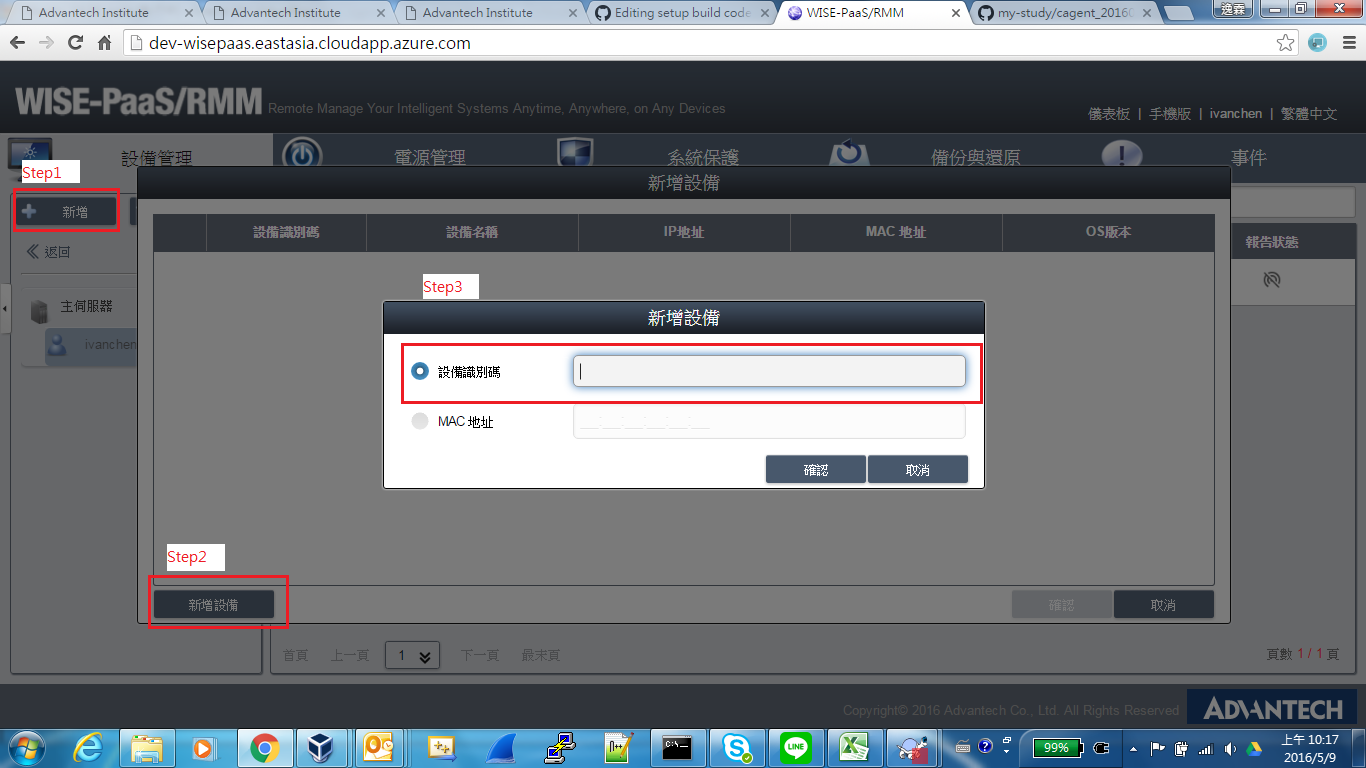 Advantech Institute
Advantech Institute
Advantech Institute
Editing setup build code
WISE-PaaS/RMM
my-study/cagent_2016
逸霖
dev-wisepaas.eastasia.cloudapp.azure.com
WISE-PaaS/RMM Remote Manage Your Intelligent Systems Anytime, Anywhere, on Any Devices
儀表板 | 手機版 | ivanchen | 繁體中文
設備管理
電源管理
系統保護
備份與還原
事件
Step1
新增設備
新增
設備識別碼
設備名稱
IP地址
MAC 地址
OS版本
報告狀態
返回
Step3
主伺服器
新增設備
ivanchen
設備識別碼
MAC 地址
確認
取消
Step2
新增設備
確認
取消
首頁
上一頁
1
下一頁
最末頁
頁數 1 / 1 頁
Copyright© 2016 Advantech Co., Ltd. All Rights Reserved
ADVANTECH
99%
上午 10:17
2016/5/9